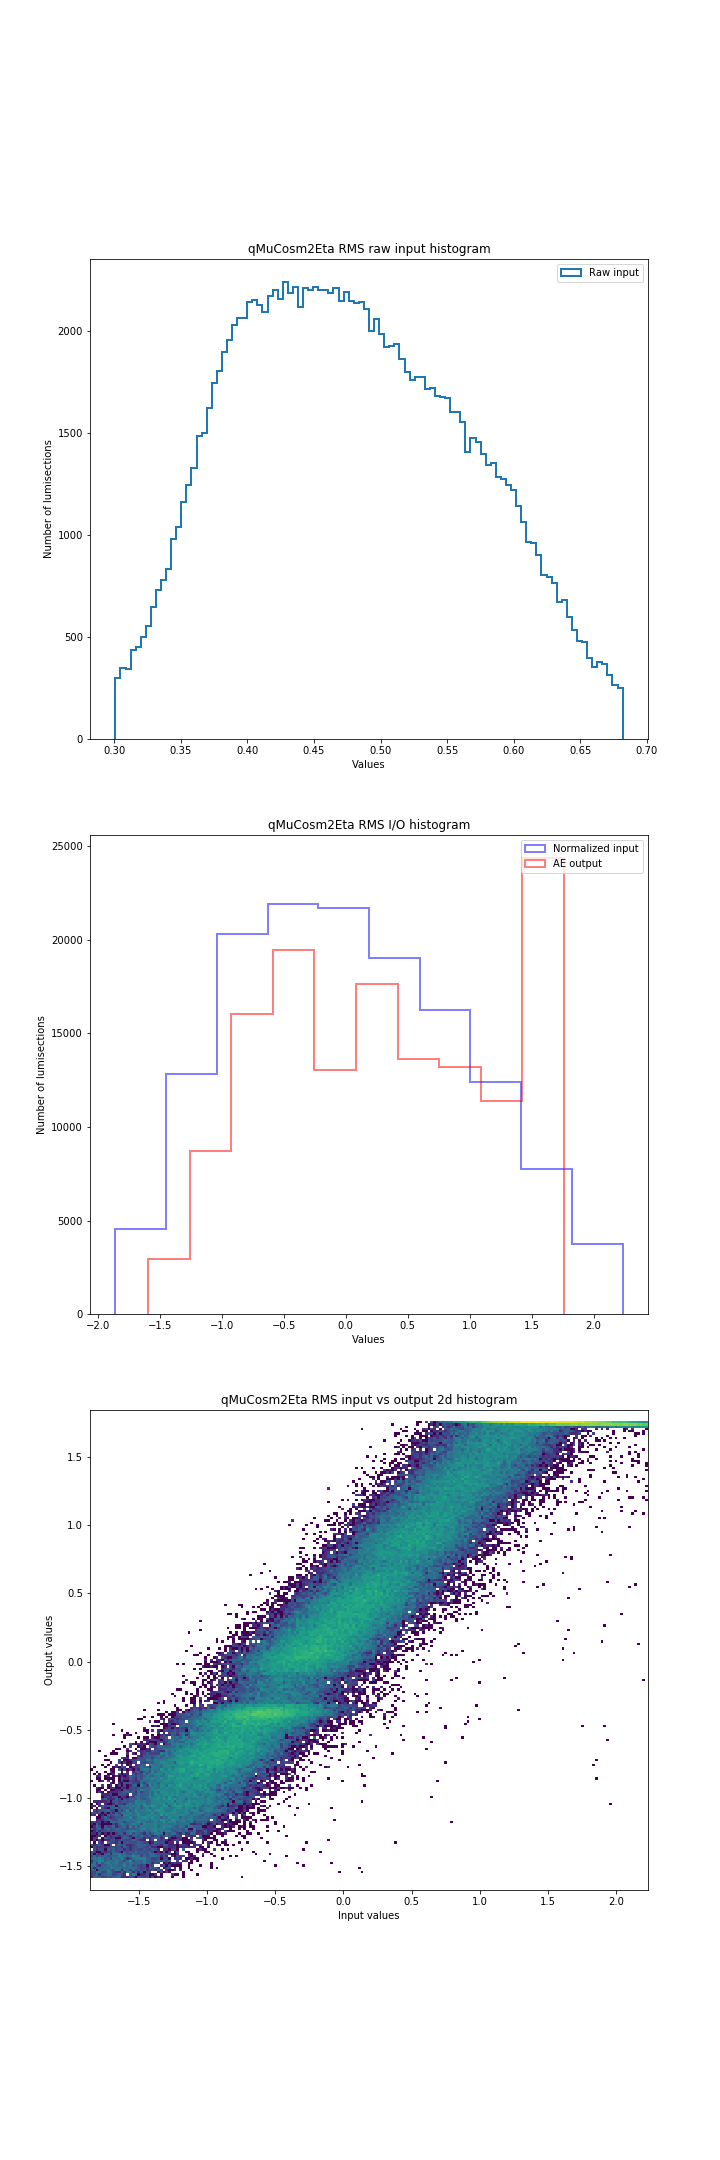 qMuCosm2Eta RMS raw input histogram
Raw input
Number of lumisections
2000
1500
1000
500
0
0.30 0.35 0.40 0.45 0.50 0.55 0.60 0.65 0.70
Values
qMuCosm2Eta RMS I/O histogram
Normalized input
AE output
Number of lumisections
25000
20000
15000
10000
5000
0
−2.0 −1.5 −1.0 −0.5 0.0 0.5 1.0 1.5 2.0
Values
qMuCosm2Eta RMS input vs output 2d histogram
Output values
1.5
1.0
0.5
0.0
−0.5
−1.0
−1.5
−1.5 −1.0 −0.5 0.0 0.5 1.0 1.5 2.0
Input values